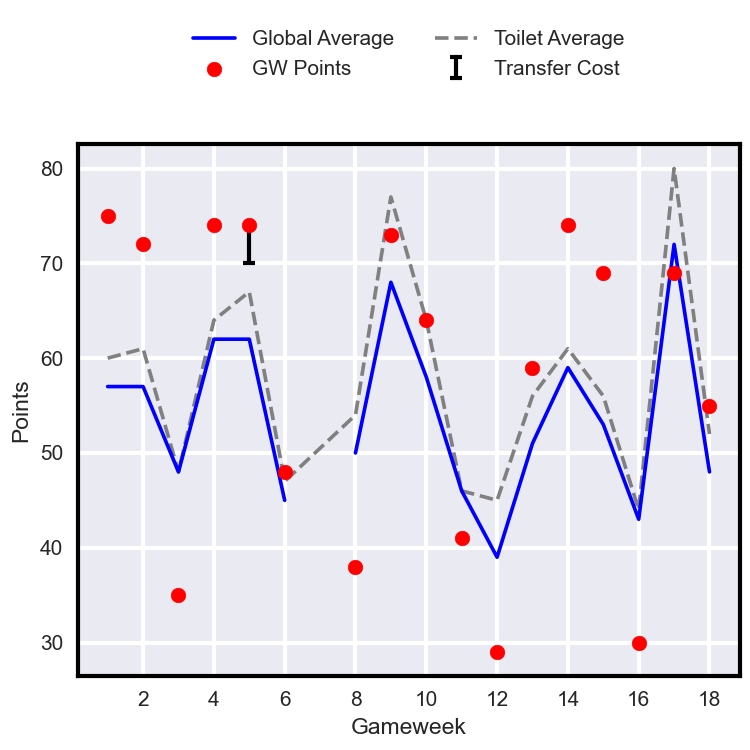 Global Average
Toilet Average
GW Points
Transfer Cost
80
70
60
50
40
30
Points
2 4 6 8 10 12 14 16 18
Gameweek